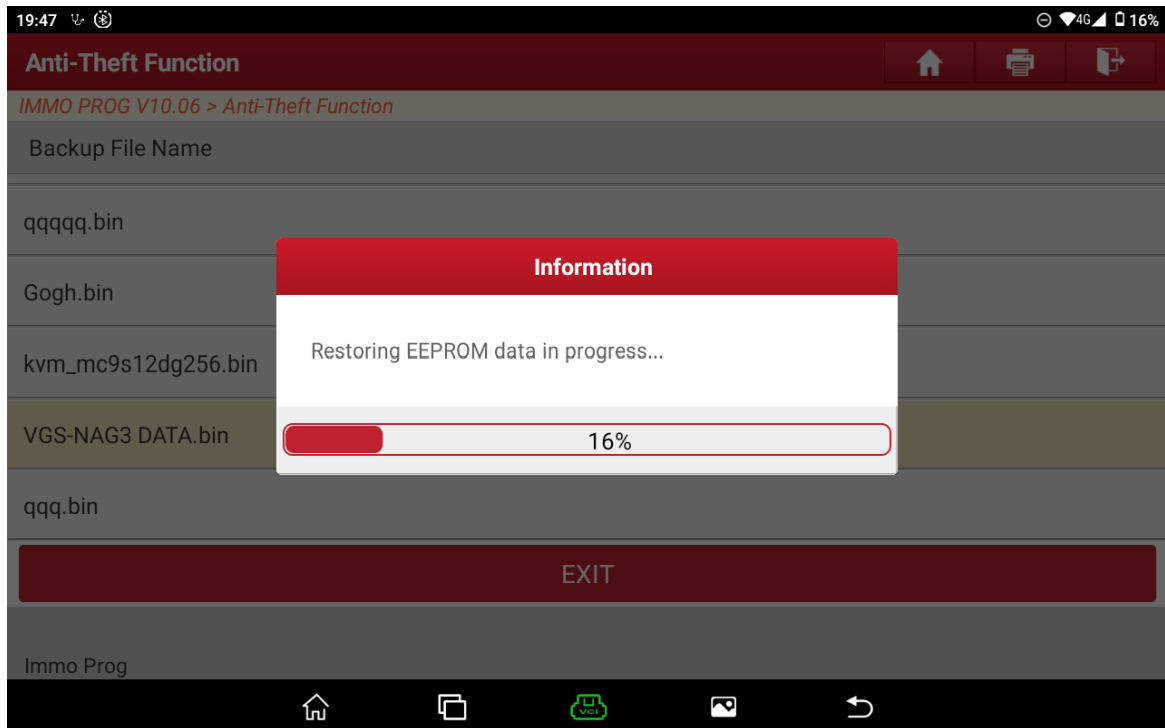 19:47 4G 16%
Anti-Theft Function
IMMO PROG V10.06 > Anti-Theft Function
Backup File Name
qqqqq.bin
Gogh.bin
kvm_mc9s12dg256.bin
VGS-NAG3 DATA.bin
qqq.bin
Information
Restoring EEPROM data in progress...
16%
EXIT
Immo Prog
VCI